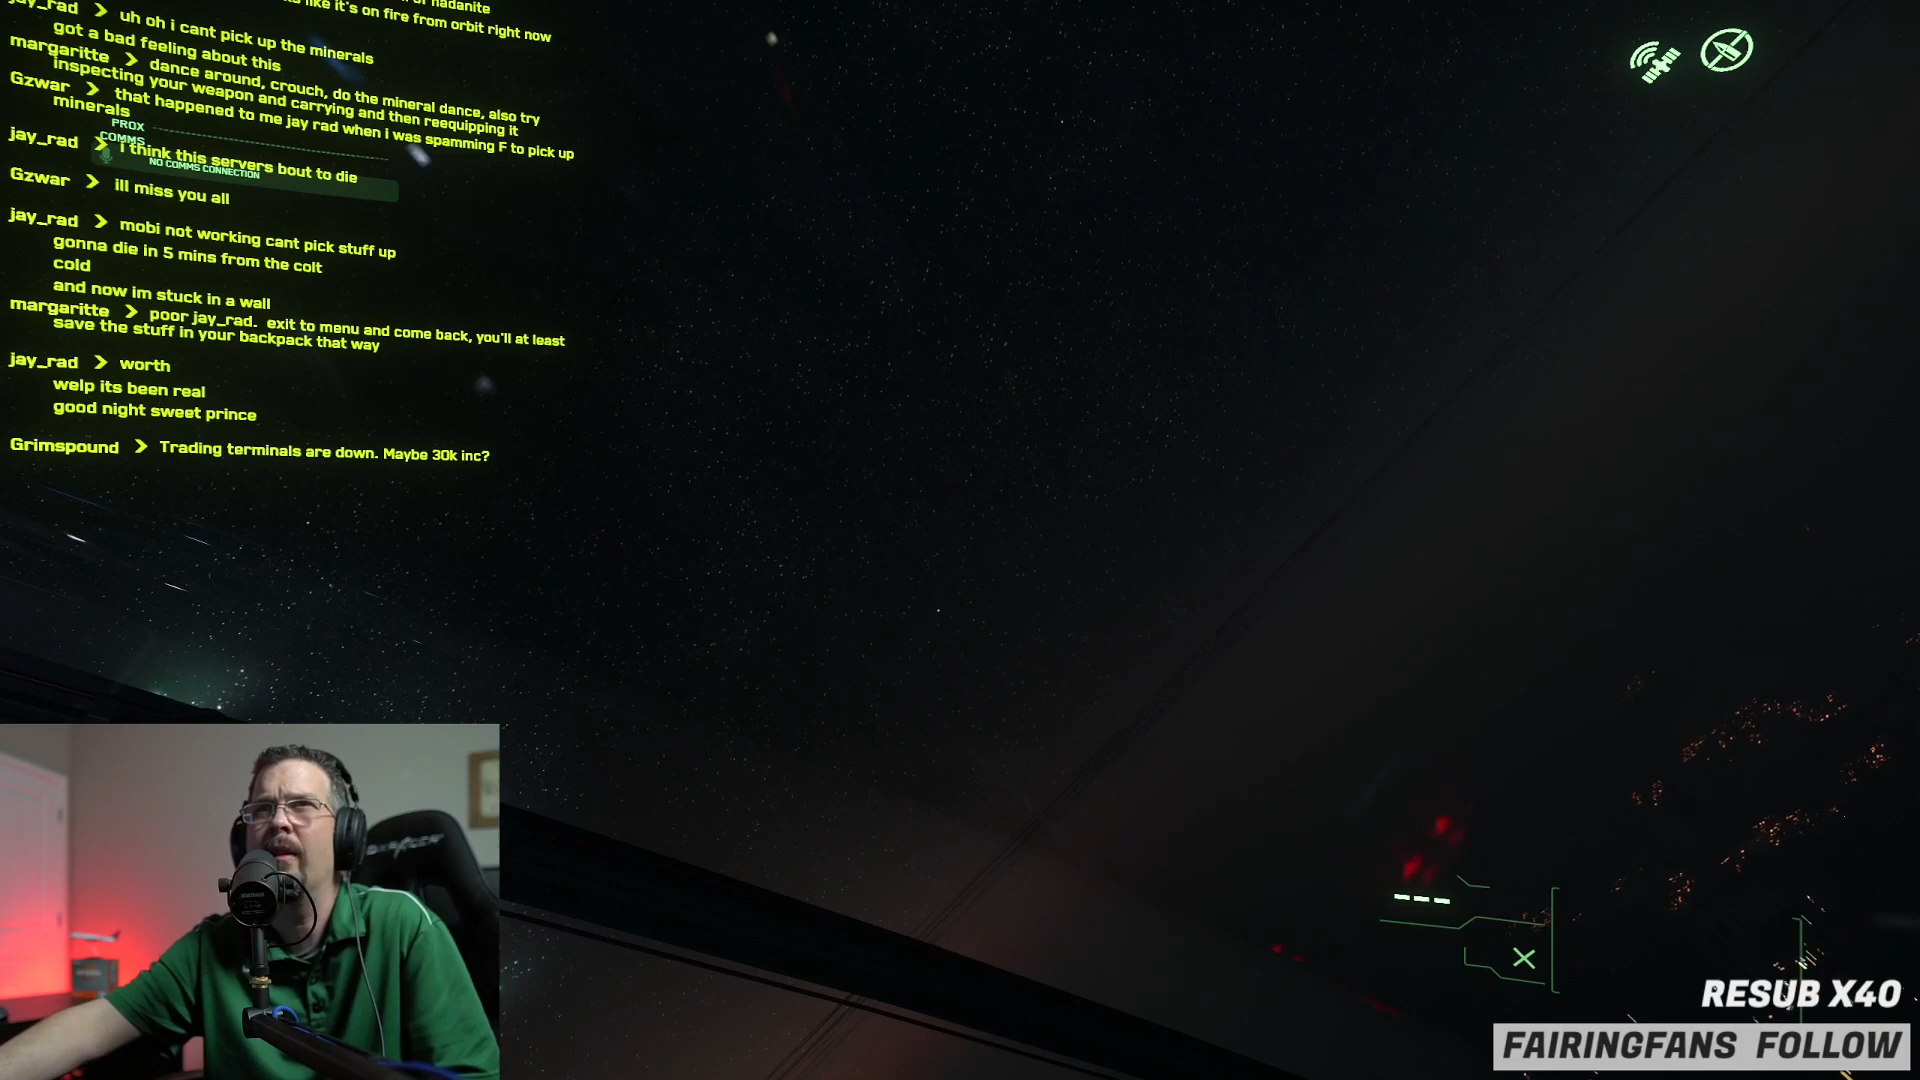 of hadanite
like it's on fire from orbit right now
jay_rad > uh oh i cant pick up the minerals
got a bad feeling about this
margaritte > dance around, crouch, do the mineral dance, also try
inspecting your weapon and carrying and then reequipping it
Gzwar > that happened to me jay rad when i was spamming F to pick up
minerals
PROX
COMMS
NO COMMS CONNECTION
jay_rad > I think this servers bout to die
Gzwar > ill miss you all
jay_rad > mobi not working cant pick stuff up
gonna die in 5 mins from the colt
cold
and now im stuck in a wall
margaritte > poor jay_rad. exit to menu and come back, you'll at least
save the stuff in your backpack that way
jay_rad > worth
welp its been real
good night sweet prince
Grimspound > Trading terminals are down. Maybe 30k inc?
RESUB X40
FAIRINGFANS FOLLOW